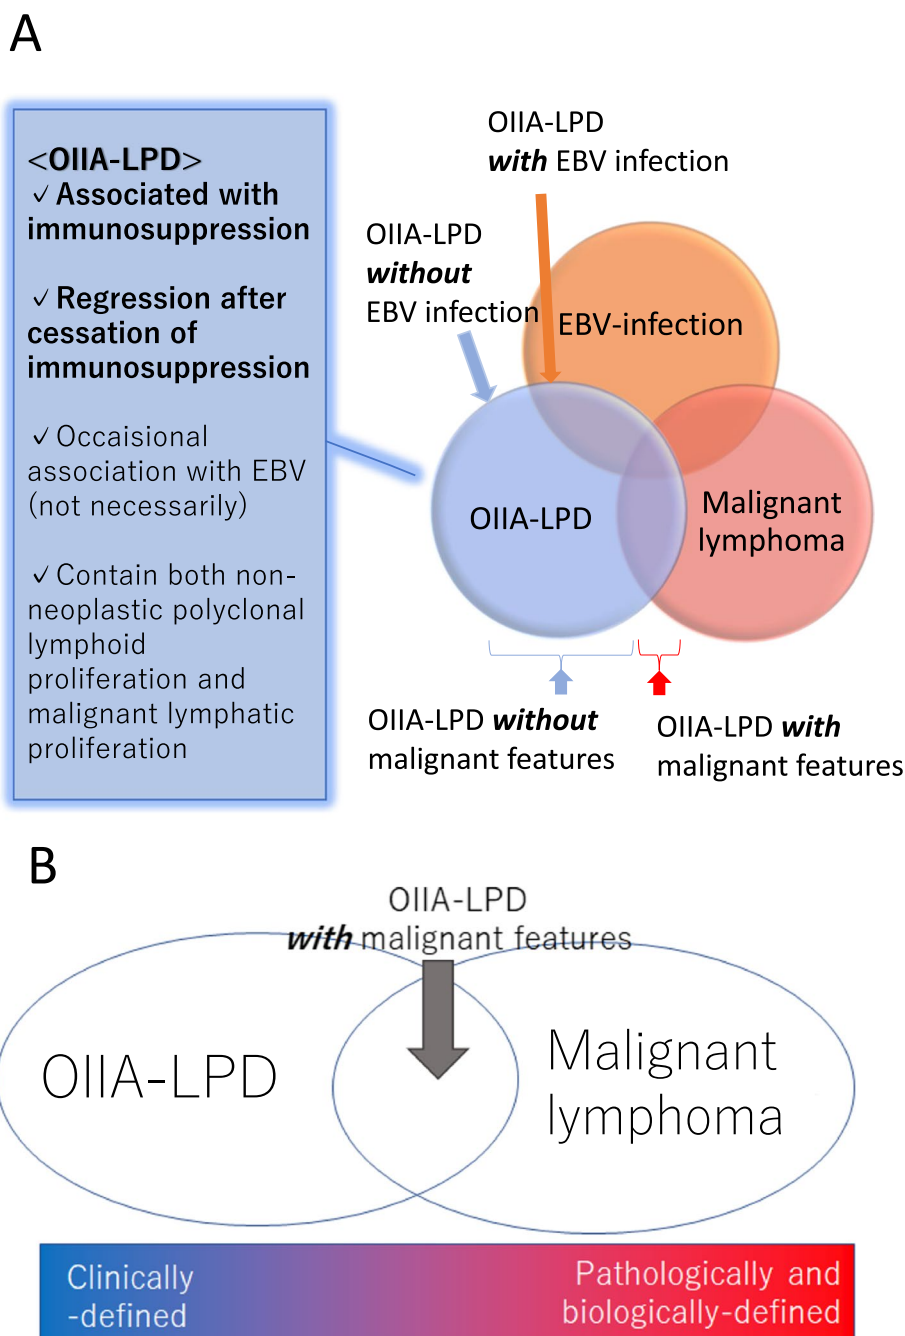 A
<OIIA-LPD>
✓Associated with
immunosuppression
✓Regression after
cessation of
immunosuppression
✓Occaisional
association with EBV
(not necessarily)
✓Contain both non-
neoplastic polyclonal
lymphoid
proliferation and
malignant lymphatic
proliferation
OIIA-LPD
with EBV infection
OIIA-LPD
without
EBV infection
EBV-infection
OIIA-LPD
Malignant
lymphoma
OIIA-LPD without
malignant features
OIIA-LPD with
malignant features
B
OIIA-LPD
with malignant features
OIIA-LPD
Malignant
lymphoma
Clinically
-defined
Pathologically and
biologically-defined